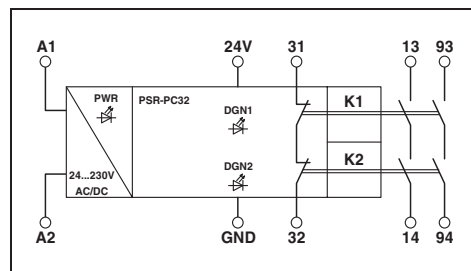 A1 24V 31 13 93
PWR PSR-PC32 K1
DGN1
K2
DGN2
24...230V
AC/DC
A2 GND 32 14 94